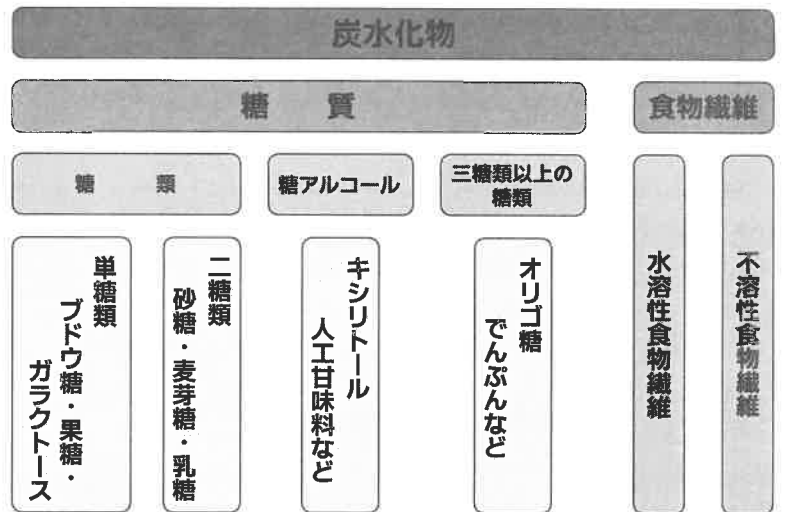 炭水化物
糖　質
食物繊維
糖　類
糖アルコール
三糖類以上の
糖類
単糖類
ブドウ糖・果糖・
ガラクトース
二糖類
砂糖・麦芽糖・乳糖
キシリトール
人工甘味料など
オリゴ糖
でんぷんなど
水溶性食物繊維
不溶性食物繊維